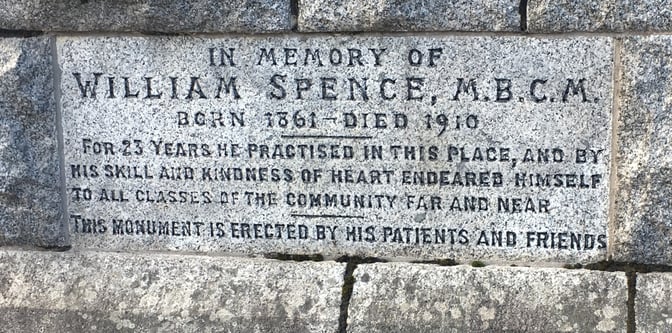 IN MEMORY OF
WILLIAM SPENCE, M.B.C.M.
BORN 1861–DIED 1910
FOR 23 YEARS HE PRACTISED IN THIS PLACE, AND BY
HIS SKILL AND KINDNESS OF HEART ENDEARED HIMSELF
TO ALL CLASSES OF THE COMMUNITY FAR AND NEAR
THIS MONUMENT IS ERECTED BY HIS PATIENTS AND FRIENDS